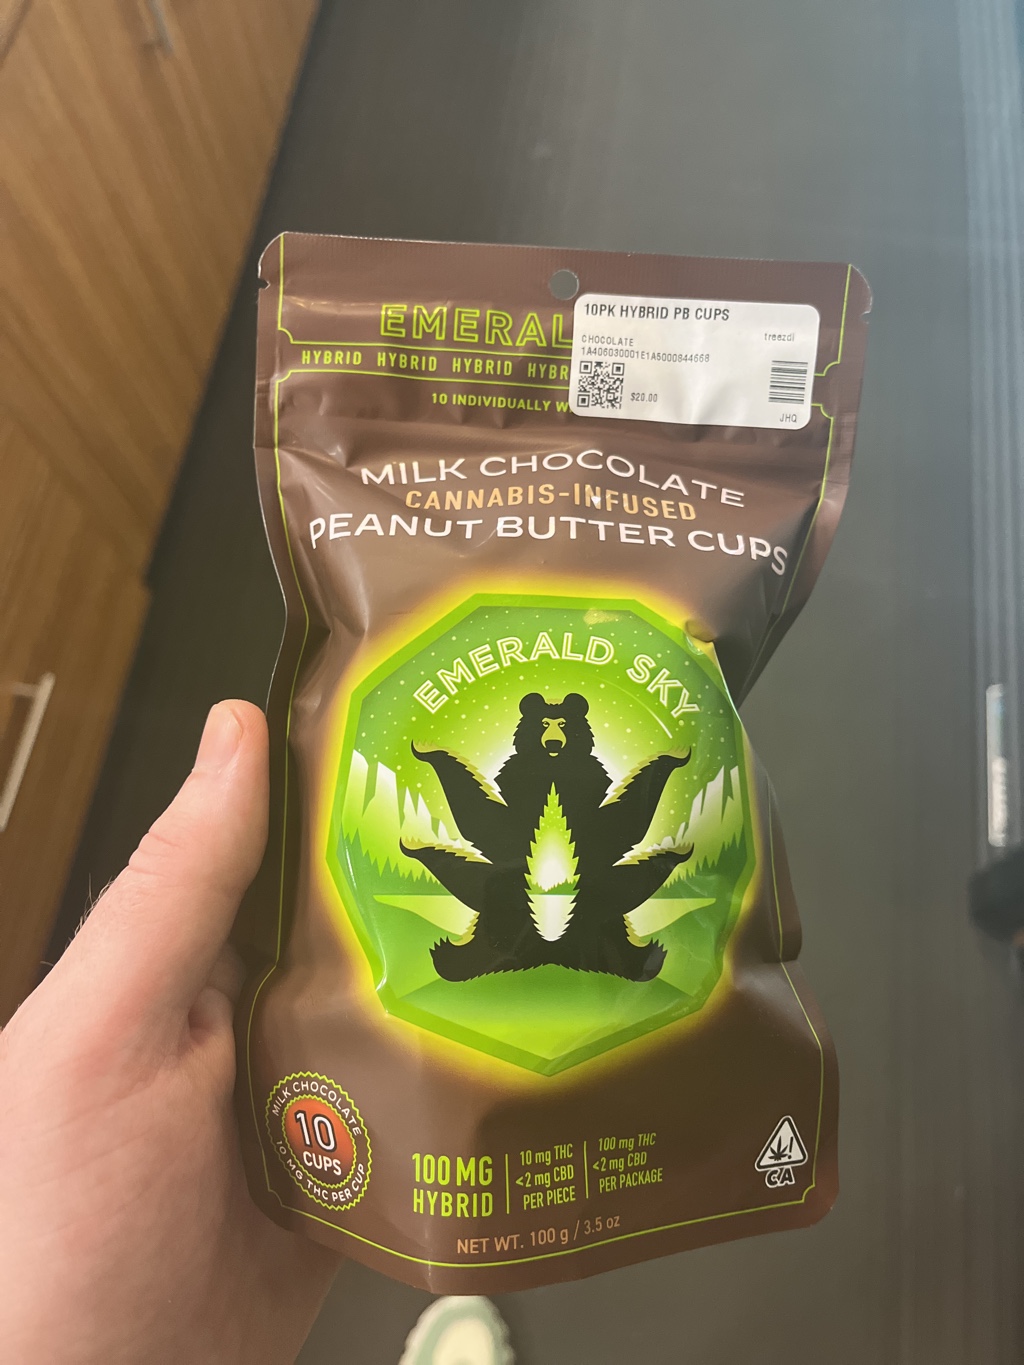 EMERAL
HYBRID HYBRID HYBRID HYBR
10 INDIVIDUALLY W
10PK HYBRID PB CUPS
treezdi
CHOCOLATE
1A406030001E1A5000844668
$20.00
JHQ
MILK CHOCOLATE
CANNABIS-INFUSED
PEANUT BUTTER CUPS
EMERALD SKY
MILK CHOCOLATE
10
CUPS
10 MG THC PER CUP
100 MG
HYBRID
10 mg THC
<2 mg CBD
PER PIECE
100 mg THC
<2 mg CBD
PER PACKAGE
!
CA
NET WT. 100 g / 3.5 oz